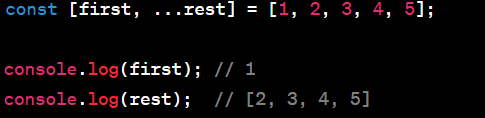 const [first, ...rest] = [1, 2, 3, 4, 5];
console.log(first); // 1
console.log(rest);  // [2, 3, 4, 5]